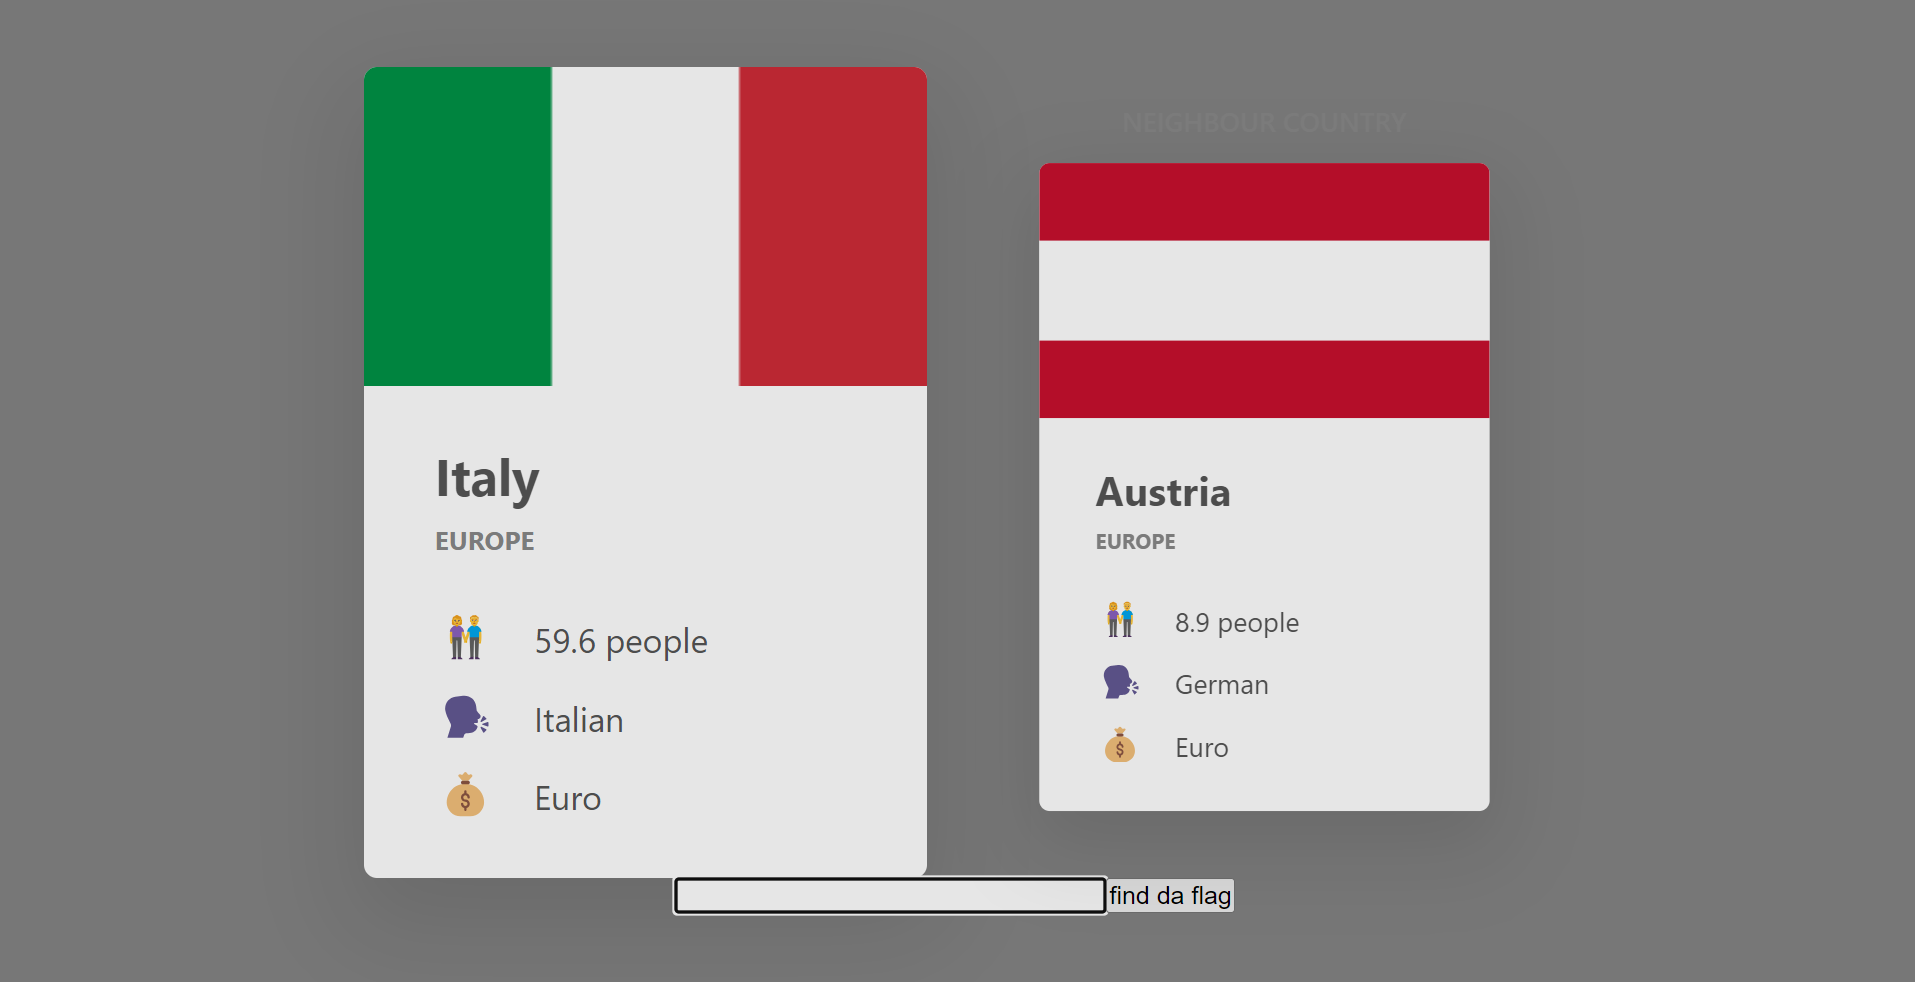 Italy
EUROPE
59.6 people
Italian
Euro
NEIGHBOUR COUNTRY
Austria
EUROPE
8.9 people
German
Euro
find da flag